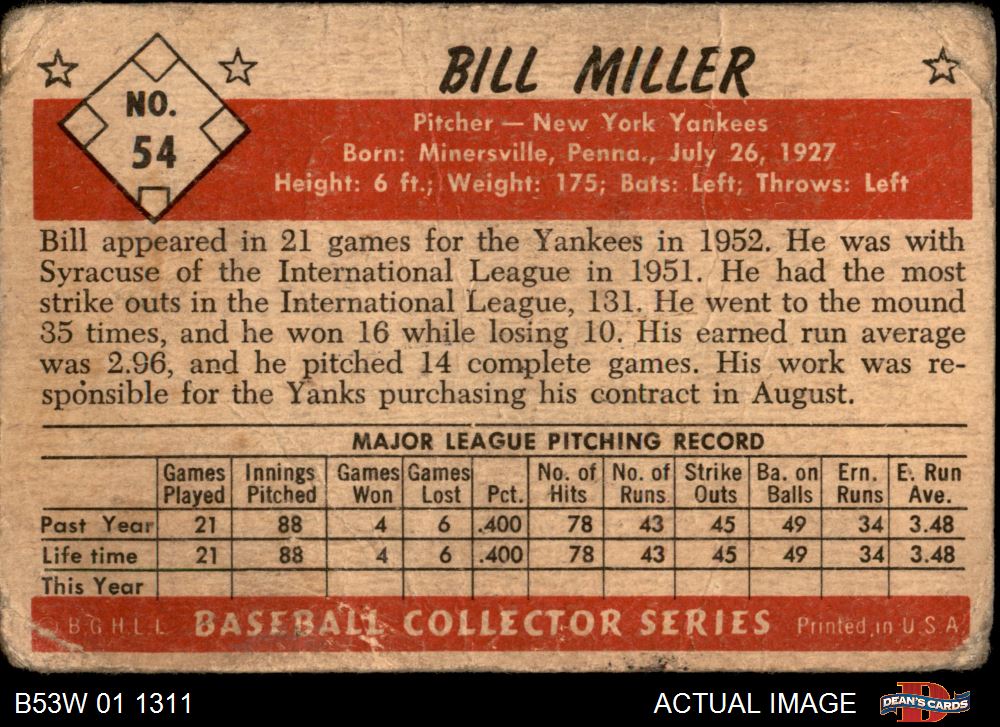 BILL MILLER
NO.
54
Pitcher — New York Yankees
Born: Minersville, Penna., July 26, 1927
Height: 6 ft.; Weight: 175; Bats: Left; Throws: Left
Bill appeared in 21 games for the Yankees in 1952. He was with
Syracuse of the International League in 1951. He had the most
strike outs in the International League, 131. He went to the mound
35 times, and he won 16 while losing 10. His earned run average
was 2.96, and he pitched 14 complete games. His work was re-
sponsible for the Yanks purchasing his contract in August.
MAJOR LEAGUE PITCHING RECORD
Games Innings Games Games No. of No. of Strike Ba. on Ern. E. Run
Played Pitched Won Lost Pct. Hits Runs Outs Balls Runs Ave.
Past Year 21 88 4 6 .400 78 43 45 49 34 3.48
Life time 21 88 4 6 .400 78 43 45 49 34 3.48
This Year
© B.G.H.L.I. BASEBALL COLLECTOR SERIES Printed in U.S.A.
B53W 01 1311 ACTUAL IMAGE DEAN'S CARDS